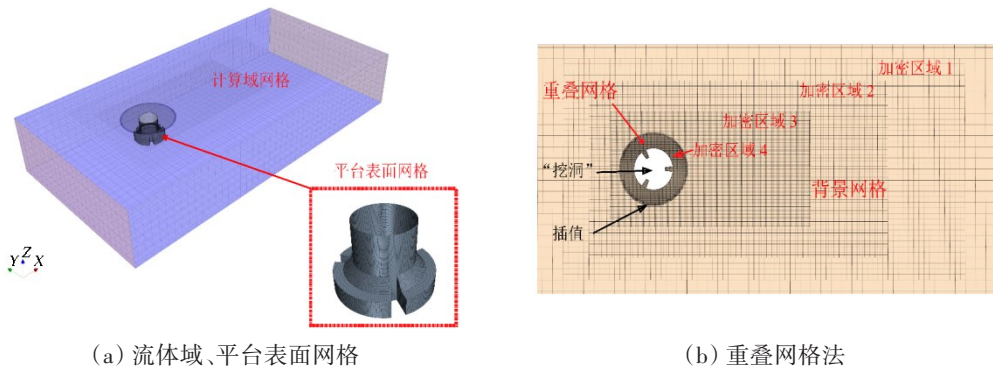 计算域网格
平台表面网格
Z
Y X
(a) 流体域、平台表面网格
加密区域 1
加密区域 2
重叠网格
加密区域 3
加密区域 4
“挖洞”
背景网格
插值
(b) 重叠网格法